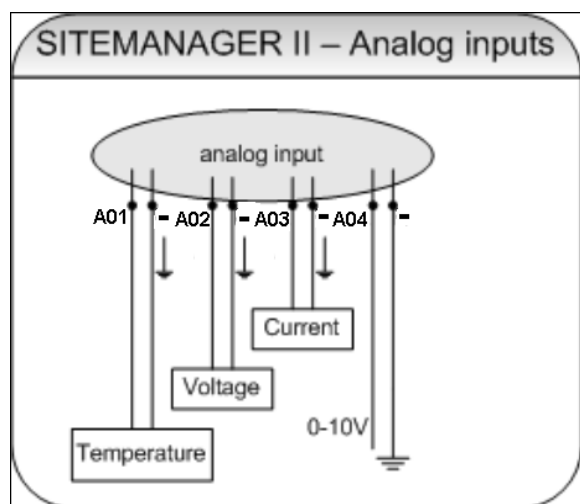 SITEMANAGER II – Analog inputs
analog input
A01 - A02 - A03 - A04 -
Current
Voltage
0-10V
Temperature